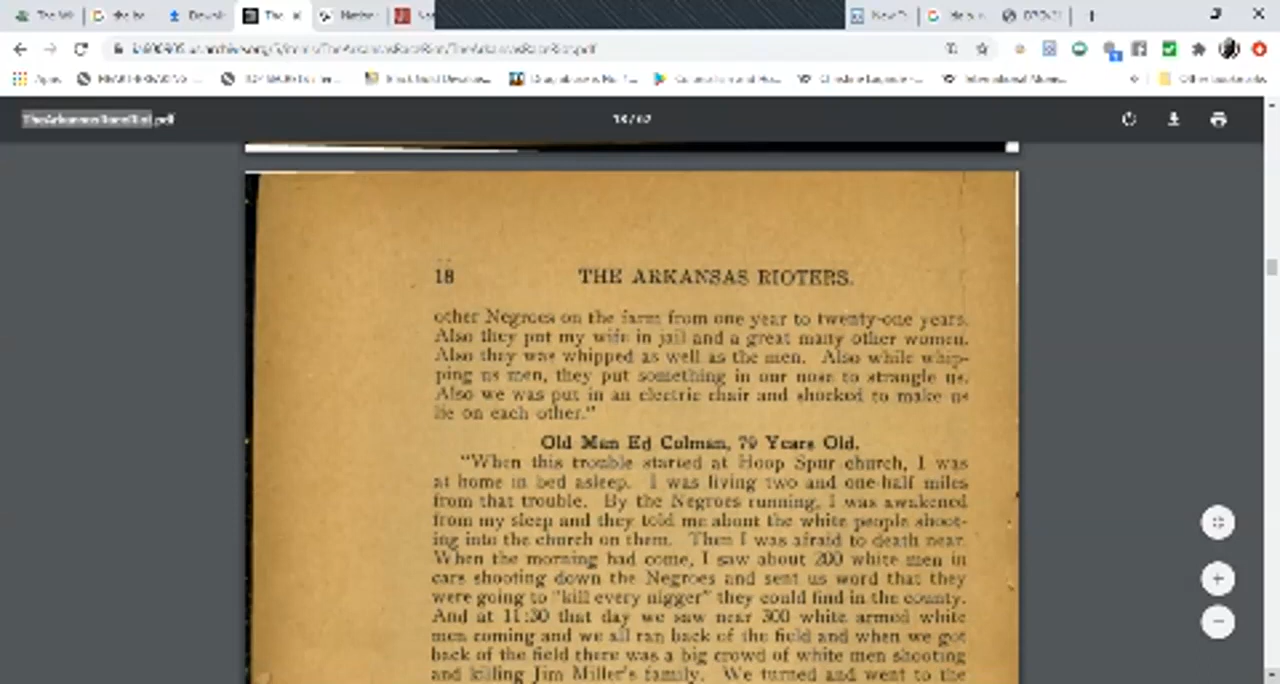 TheArkansasRaceRiot.pdf
18 / 62
18 THE ARKANSAS RIOTERS.
other Negroes on the farm from one year to twenty-one years.
Also they put my wife in jail and a great many other women.
Also they was whipped as well as the men. Also while whip-
ping us men, they put something in our nose to strangle us.
Also we was put in an electric chair and shocked to make us
lie on each other."
Old Man Ed Colman, 79 Years Old.
"When this trouble started at Hoop Spur church, I was
at home in bed asleep. I was living two and one-half miles
from that trouble. By the Negroes running, I was awakened
from my sleep and they told me about the white people shoot-
ing into the church on them. Then I was afraid to death near.
When the morning had come, I saw about 200 white men in
cars shooting down the Negroes and sent us word that they
were going to "kill every nigger" they could find in the county.
And at 11:30 that day we saw near 300 white armed white
men coming and we all ran back of the field and when we got
back of the field there was a big crowd of white men shooting
and killing Jim Miller's family. We turned and went to the